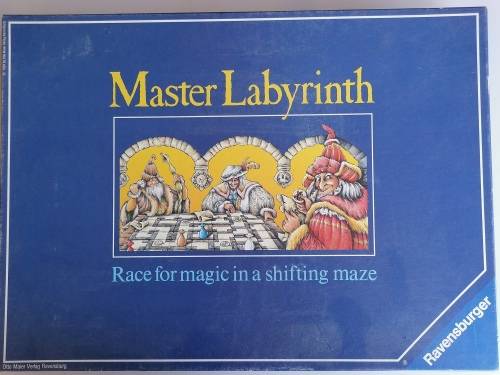 Master Labyrinth
Race for magic in a shifting maze
Ravensburger
Otto Maier Verlag Ravensburg